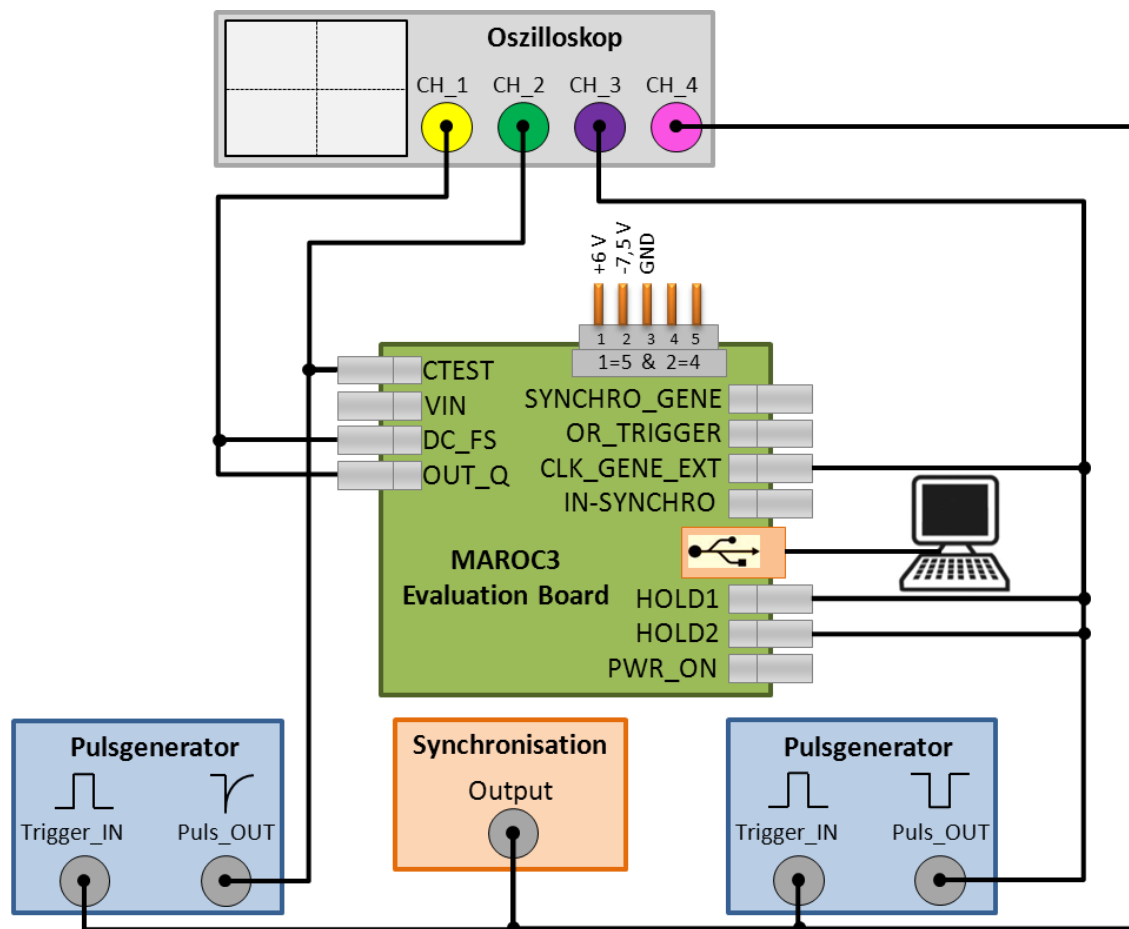 Oszilloskop
CH_1
CH_2
CH_3
CH_4
+6 V
-7,5 V
GND
1 2 3 4 5
1=5 & 2=4
CTEST
VIN
DC_FS
OUT_Q
SYNCHRO_GENE
OR_TRIGGER
CLK_GENE_EXT
IN-SYNCHRO
MAROC3
Evaluation Board
HOLD1
HOLD2
PWR_ON
Pulsgenerator
Trigger_IN
Puls_OUT
Synchronisation
Output
Pulsgenerator
Trigger_IN
Puls_OUT